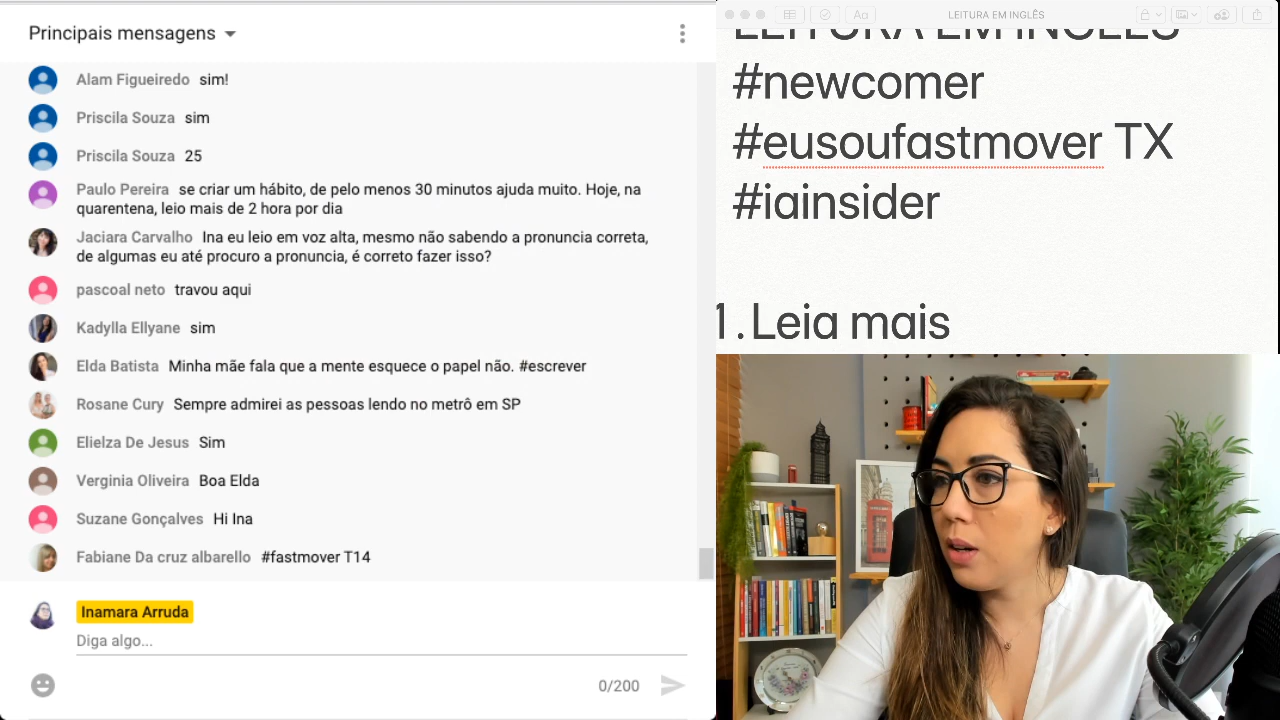 Principais mensagens
Alam Figueiredo sim!
Priscila Souza sim
Priscila Souza 25
Paulo Pereira se criar um hábito, de pelo menos 30 minutos ajuda muito. Hoje, na
quarentena, leio mais de 2 hora por dia
Jaciara Carvalho Ina eu leio em voz alta, mesmo não sabendo a pronuncia correta,
de algumas eu até procuro a pronuncia, é correto fazer isso?
pascoal neto travou aqui
Kadylla Ellyane sim
Elda Batista Minha mãe fala que a mente esquece o papel não. #escrever
Rosane Cury Sempre admirei as pessoas lendo no metrô em SP
Elielza De Jesus Sim
Verginia Oliveira Boa Elda
Suzane Gonçalves Hi Ina
Fabiane Da cruz albarello #fastmover T14
Inamara Arruda
Diga algo...
0/200
Aa
LEITURA EM INGLÊS
LEITURA EM INGLÊS
#newcomer
#eusoufastmover TX
#iainsider
1. Leia mais